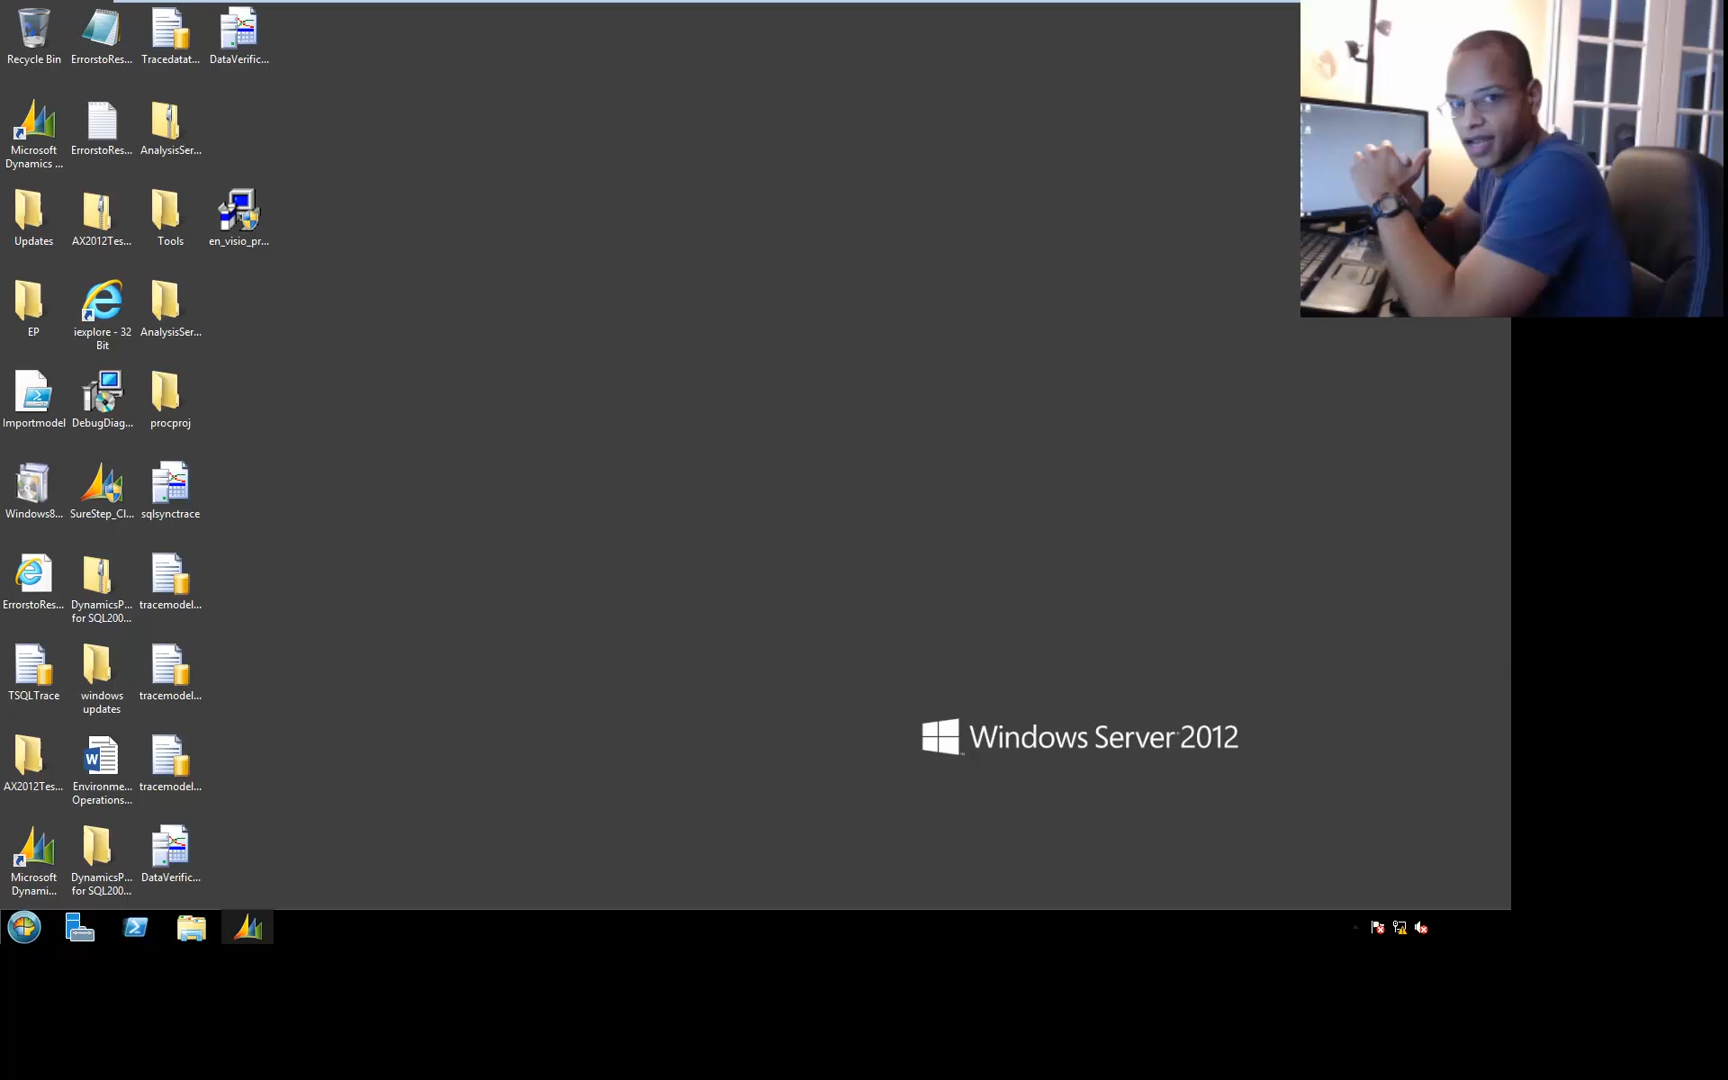 Recycle Bin
ErrorstoRes...
Tracedatat...
DataVerific...
Microsoft
Dynamics ...
ErrorstoRes...
AnalysisSer...
Updates
AX2012Tes...
Tools
en_visio_pr...
EP
iexplore - 32
Bit
AnalysisSer...
Importmodel
DebugDiag...
procproj
Windows8...
SureStep_Cl...
sqlsynctrace
ErrorstoRes...
DynamicsP...
for SQL200...
tracemodel...
TSQLTrace
windows
updates
tracemodel...
AX2012Tes...
Environme...
Operations...
tracemodel...
Microsoft
Dynami...
DynamicsP...
for SQL200...
DataVerific...
Windows Server 2012